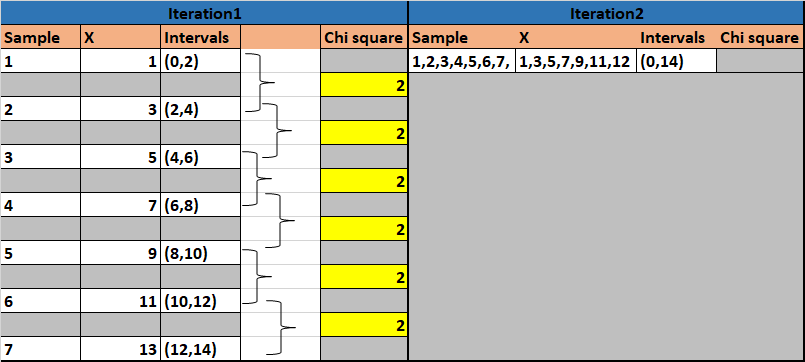 Iteration1 Iteration2
Sample X Intervals Chi square Sample X Intervals Chi square
1 1 (0,2) 1,2,3,4,5,6,7, 1,3,5,7,9,11,12 (0,14)
2
2 3 (2,4)
2
3 5 (4,6)
2
4 7 (6,8)
2
5 9 (8,10)
2
6 11 (10,12)
2
7 13 (12,14)